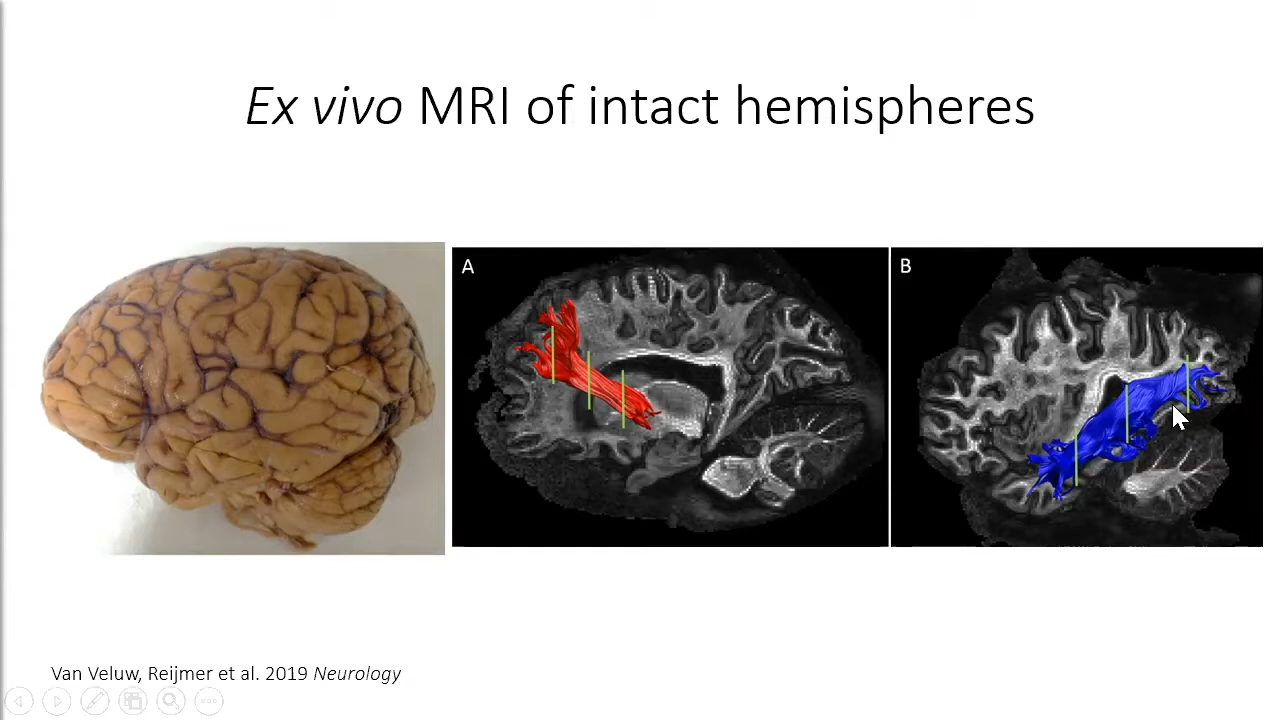 Ex vivo MRI of intact hemispheres
A
B
Van Veluw, Reijmer et al. 2019 Neurology